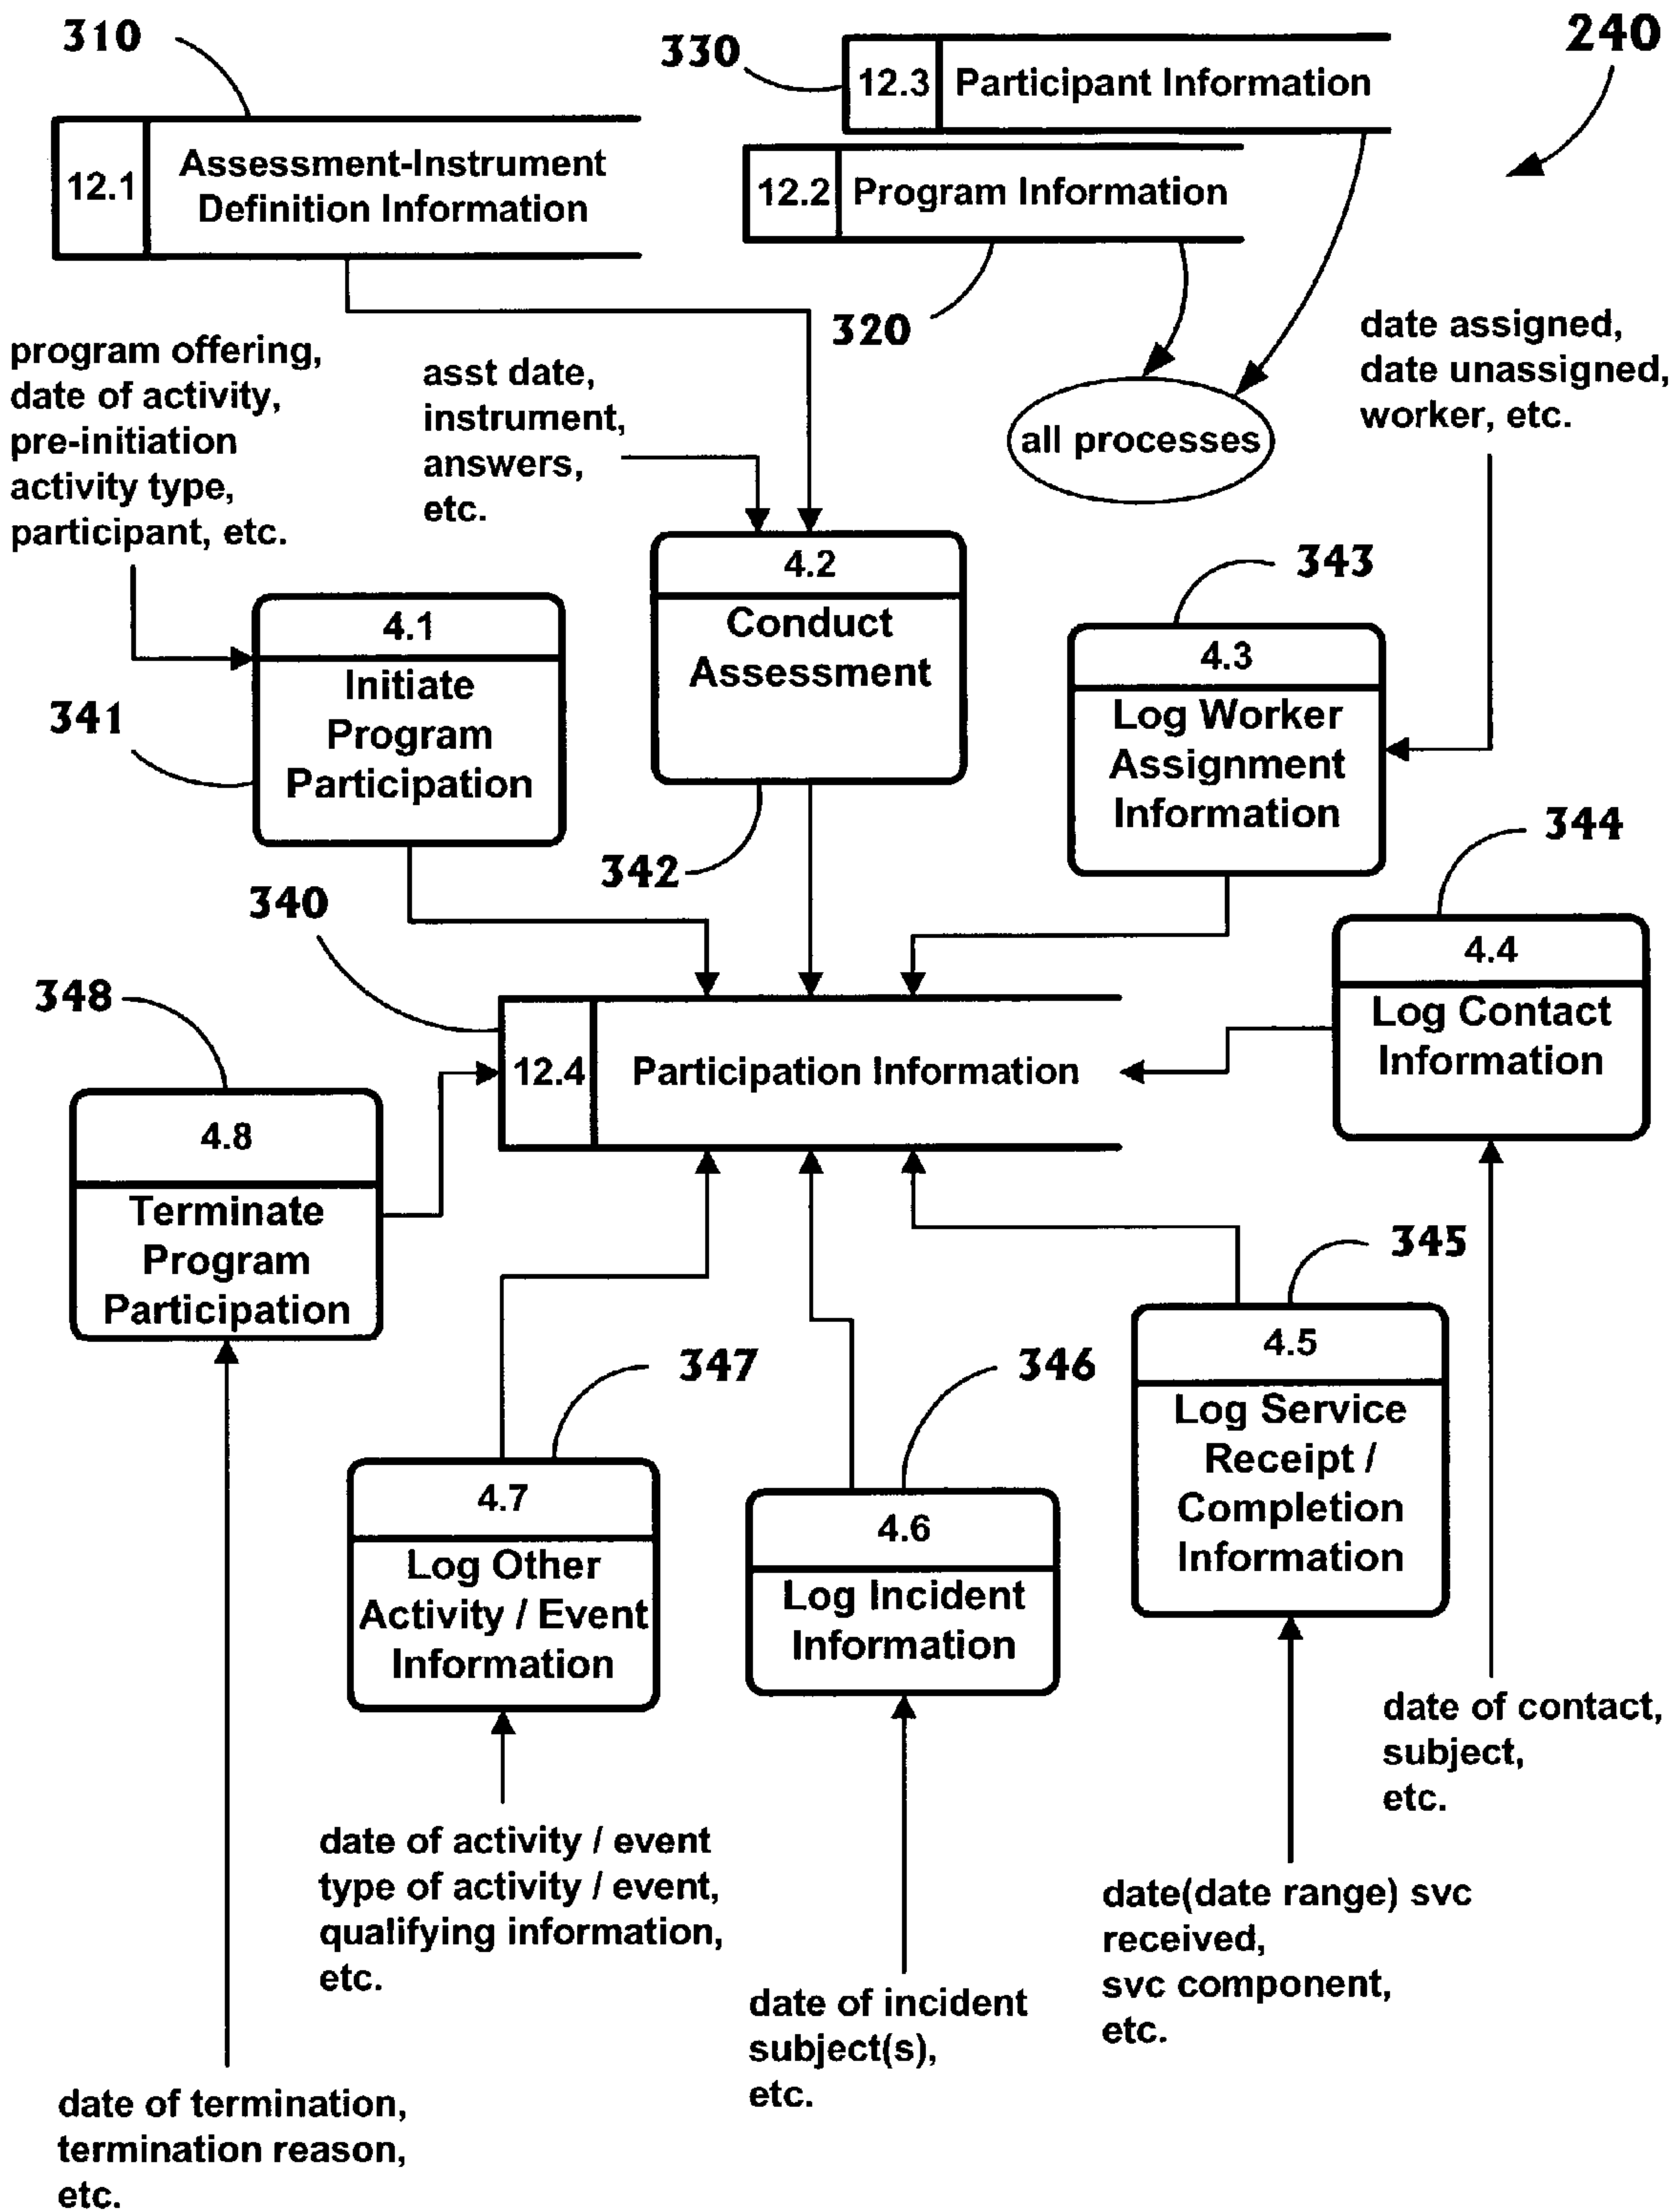 310
330
240
12.3 Participant Information
12.1
Assessment-Instrument
Definition Information
12.2 Program Information
320
program offering,
date of activity,
pre-initiation
activity type,
participant, etc.
asst date,
instrument,
answers,
etc.
all processes
date assigned,
date unassigned,
worker, etc.
4.2
Conduct
Assessment
342
343
4.1
Initiate
Program
Participation
341
4.3
Log Worker
Assignment
Information
344
340
4.4
Log Contact
Information
348
12.4 Participation Information
4.8
Terminate
Program
Participation
345
347
346
4.5
Log Service
Receipt /
Completion
Information
4.7
Log Other
Activity / Event
Information
4.6
Log Incident
Information
date of contact,
subject,
etc.
date of activity / event
type of activity / event,
qualifying information,
etc.
date(date range) svc
received,
svc component,
etc.
date of incident
subject(s),
etc.
date of termination,
termination reason,
etc.